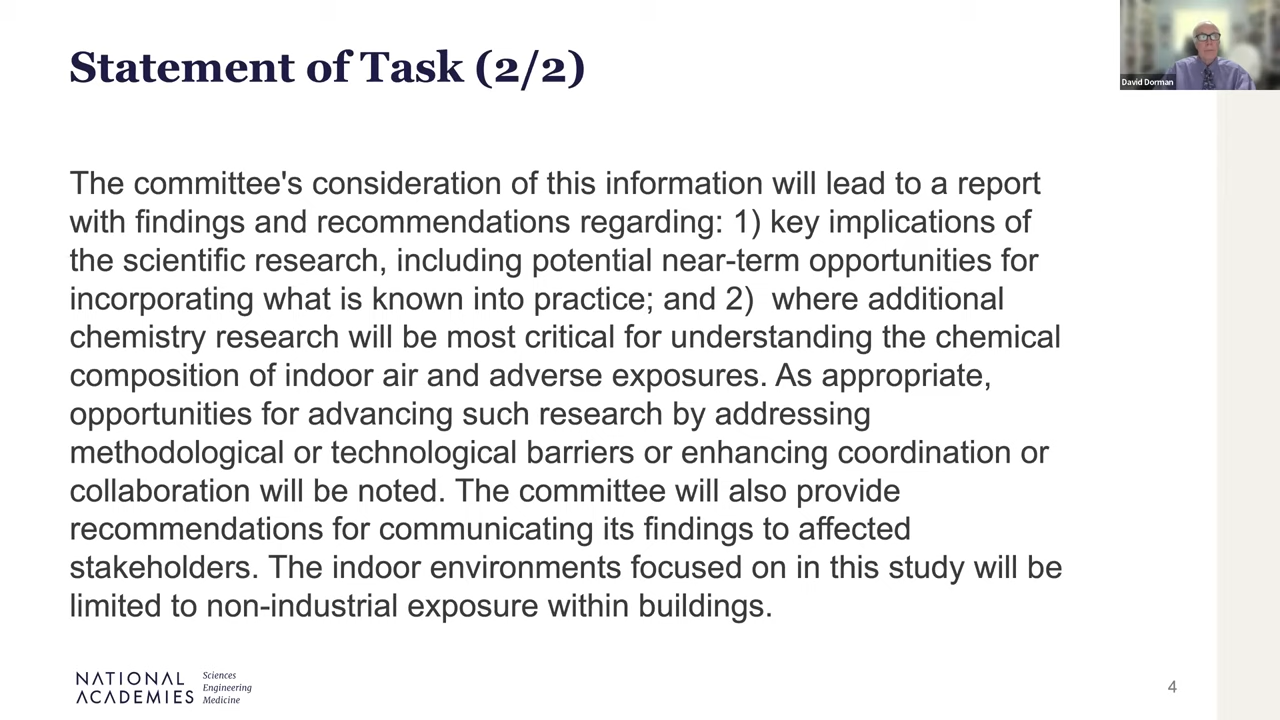 Statement of Task (2/2)
David Dorman
The committee's consideration of this information will lead to a report
with findings and recommendations regarding: 1) key implications of
the scientific research, including potential near-term opportunities for
incorporating what is known into practice; and 2)  where additional
chemistry research will be most critical for understanding the chemical
composition of indoor air and adverse exposures. As appropriate,
opportunities for advancing such research by addressing
methodological or technological barriers or enhancing coordination or
collaboration will be noted. The committee will also provide
recommendations for communicating its findings to affected
stakeholders. The indoor environments focused on in this study will be
limited to non-industrial exposure within buildings.
NATIONAL
ACADEMIES
Sciences
Engineering
Medicine
4